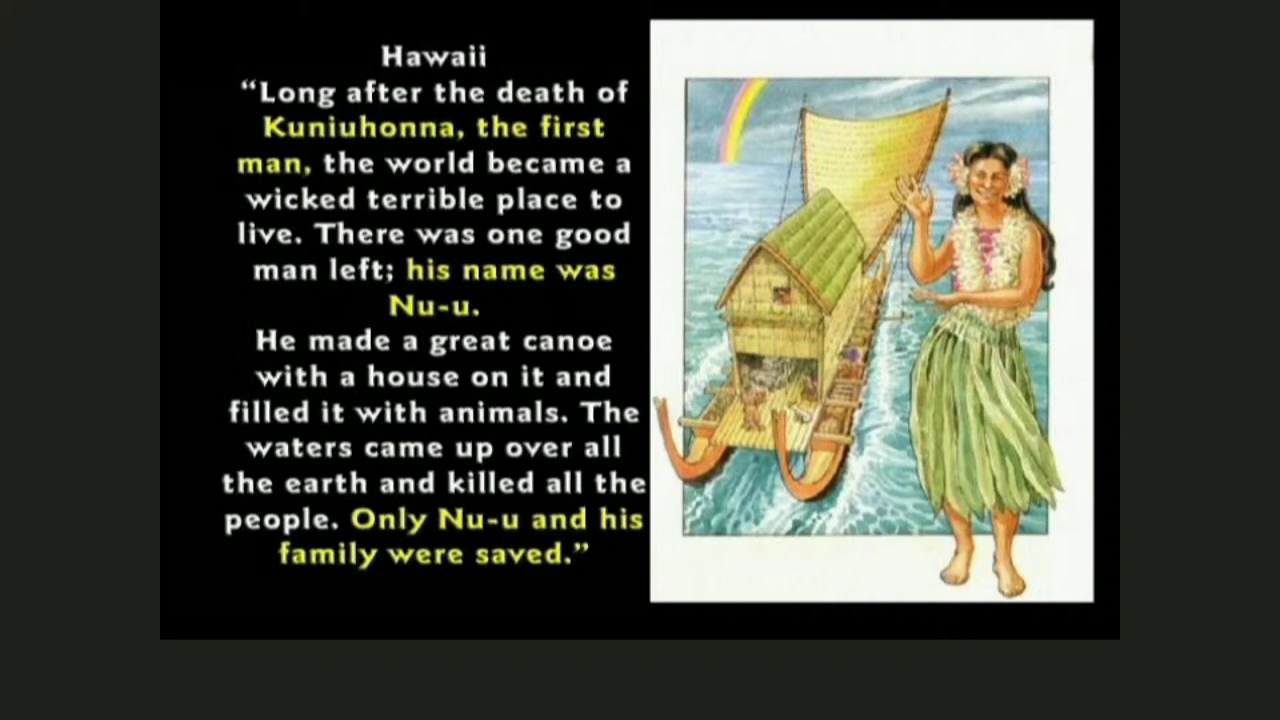 Hawaii
“Long after the death of
Kuniuhonna, the first
man, the world became a
wicked terrible place to
live. There was one good
man left; his name was
Nu-u.
He made a great canoe
with a house on it and
filled it with animals. The
waters came up over all
the earth and killed all the
people. Only Nu-u and his
family were saved.”